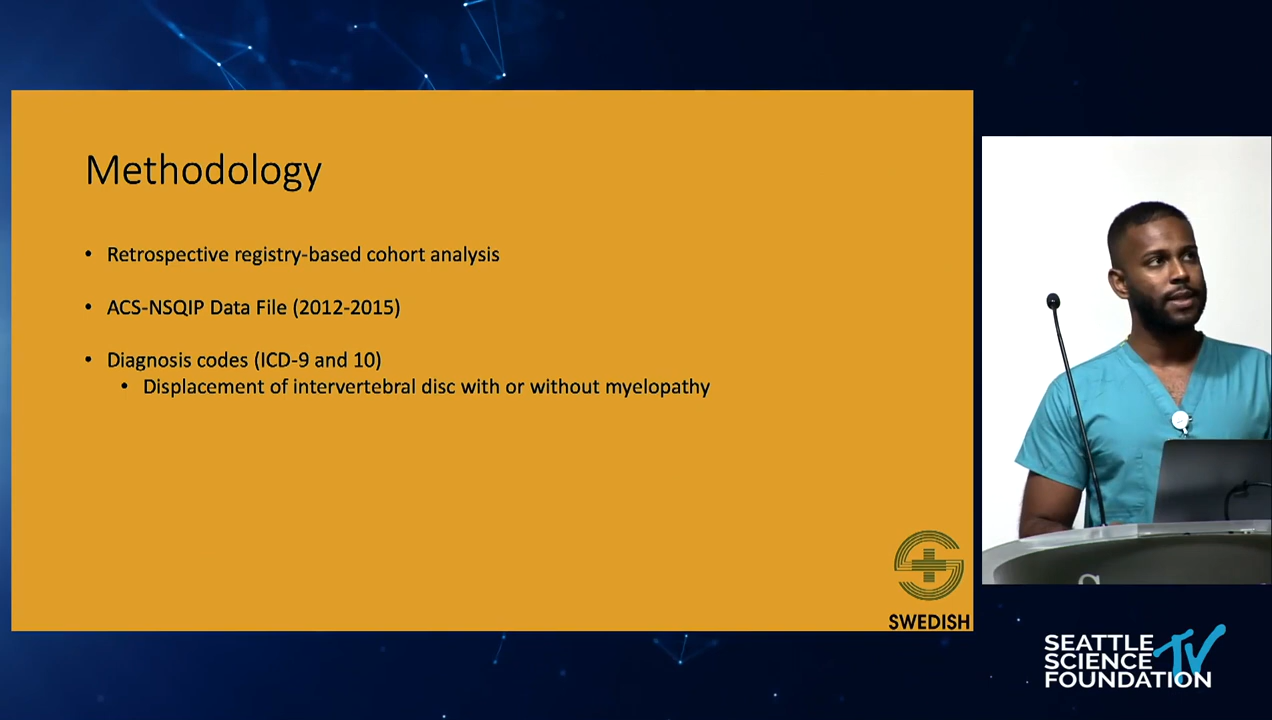 Methodology
• Retrospective registry-based cohort analysis
• ACS-NSQIP Data File (2012-2015)
• Diagnosis codes (ICD-9 and 10)
• Displacement of intervertebral disc with or without myelopathy
SWEDISH
S
SEATTLE
SCIENCE TV
FOUNDATION